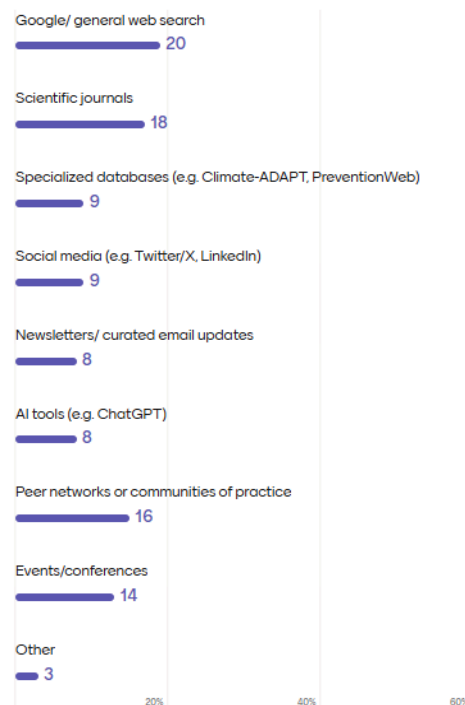 Google/ general web search
20
Scientific journals
18
Specialized databases (e.g. Climate-ADAPT, PreventionWeb)
9
Social media (e.g. Twitter/X, LinkedIn)
9
Newsletters/ curated email updates
8
AI tools (e.g. ChatGPT)
8
Peer networks or communities of practice
16
Events/conferences
14
Other
3
20% 40% 60%